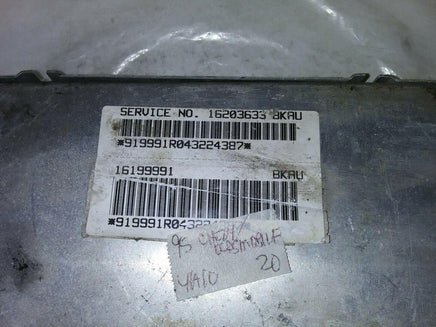 SERVICE NO. 16203633 BKAU
*919991R043224387*
16199991 BKAU
*919991R04322
95 CHEVY
20